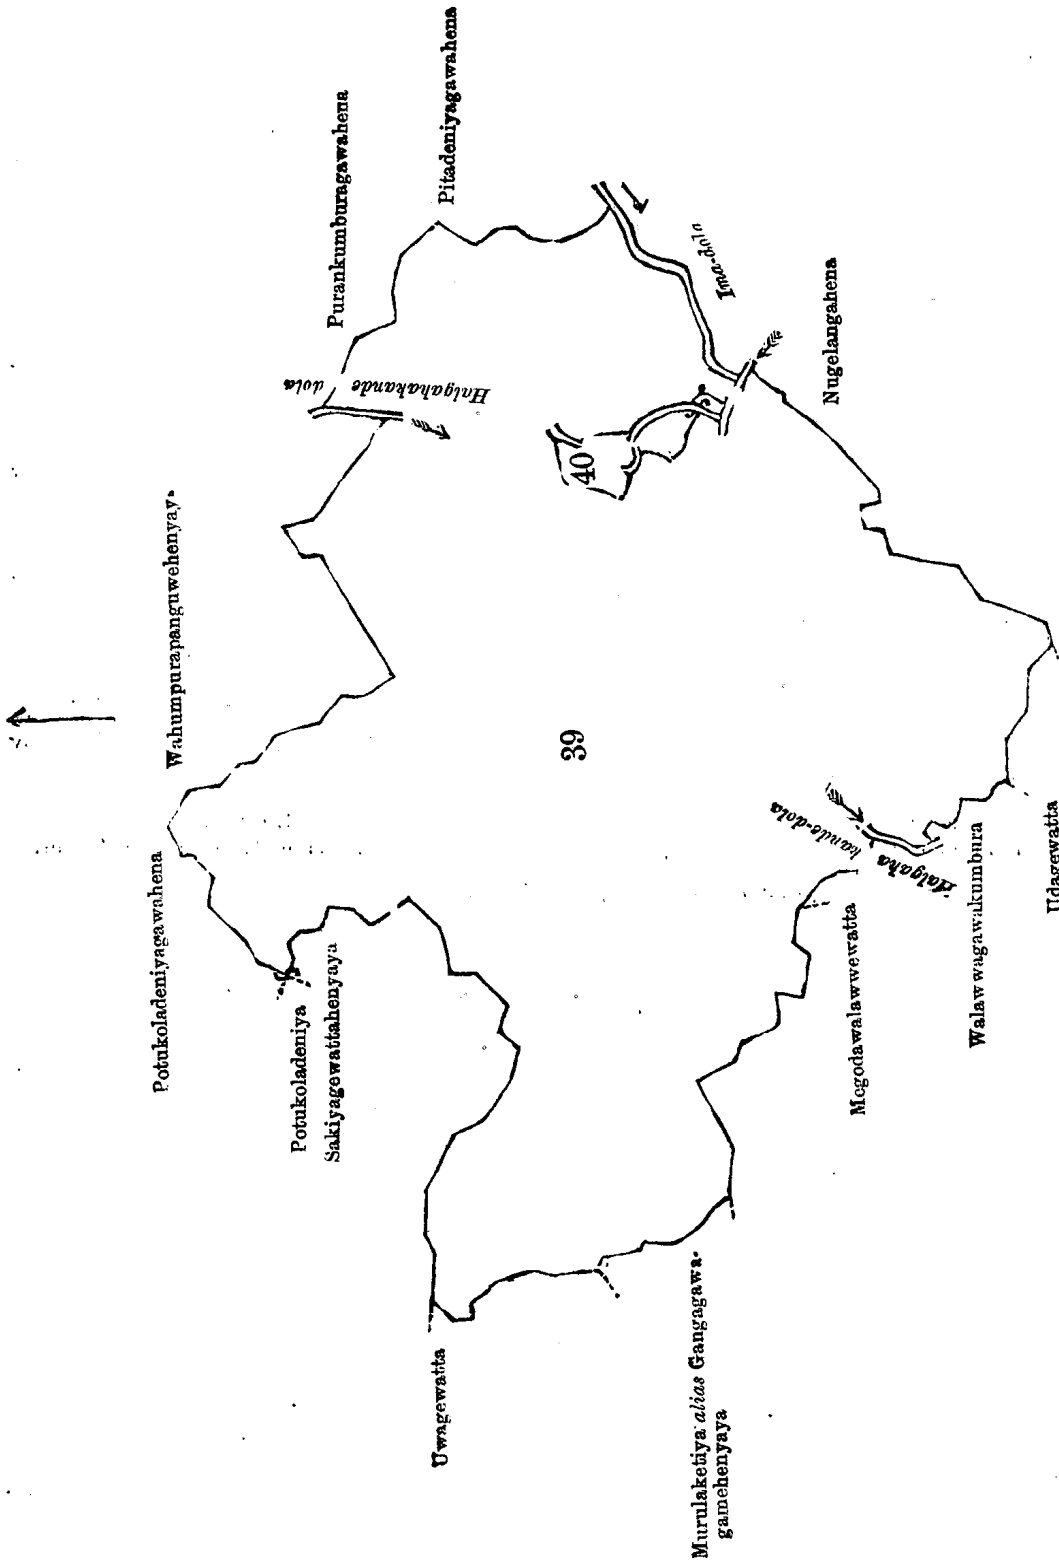 Potukoladeniyagawahena
Wahumpurapanguwehenyaya
Purankumburagawahena
Pitadeniyagawahena
Halgahakande
dola
Potukoladeniya
Sakiyagewattahenyaya
Ima-dola
40
39
Uwagewatta
Nugelangahena
Halgaha
kande-dola
Megodawalawwewatta
Murulaketiya alias Gangagawa-
gamehenyaya
Walawwagawakumbura
Udagewatta